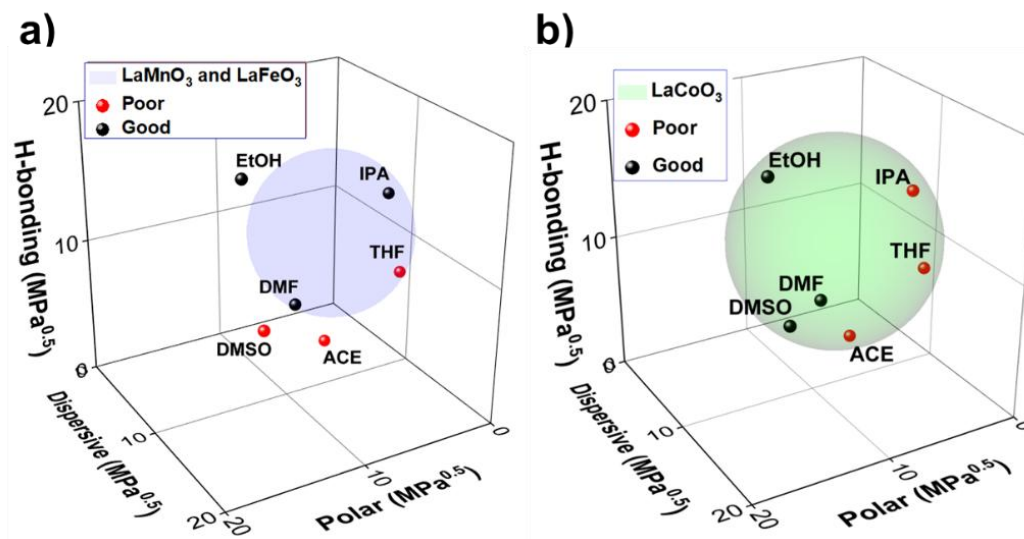 a)
LaMnO₃ and LaFeO₃
Poor
Good
20
10
0
H-bonding (MPa⁰·⁵)
EtOH
IPA
THF
DMF
DMSO
ACE
0
10
20
Dispersive (MPa⁰·⁵)
20
10
0
Polar (MPa⁰·⁵)
b)
LaCoO₃
Poor
Good
20
10
0
H-bonding (MPa⁰·⁵)
EtOH
IPA
THF
DMF
DMSO
ACE
0
10
20
Dispersive (MPa⁰·⁵)
20
10
0
Polar (MPa⁰·⁵)